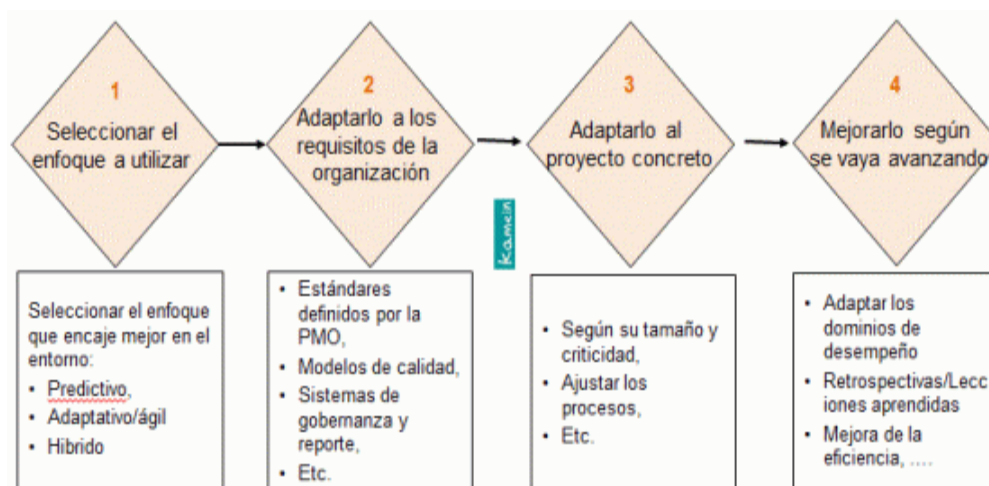 1
Seleccionar el
enfoque a utilizar
2
Adaptarlo a los
requisitos de la
organización
3
Adaptarlo al
proyecto concreto
4
Mejorarlo según
se vaya avanzando
kamein
Seleccionar el enfoque
que encaje mejor en el
entorno:
• Predictivo,
• Adaptativo/ágil
• Hibrido
• Estándares
definidos por la
PMO,
• Modelos de calidad,
• Sistemas de
gobernanza y
reporte,
• Etc.
• Según su tamaño y
criticidad,
• Ajustar los
procesos,
• Etc.
• Adaptar los
dominios de
desempeño
• Retrospectivas/Lecc
iones aprendidas
• Mejora de la
eficiencia, ....